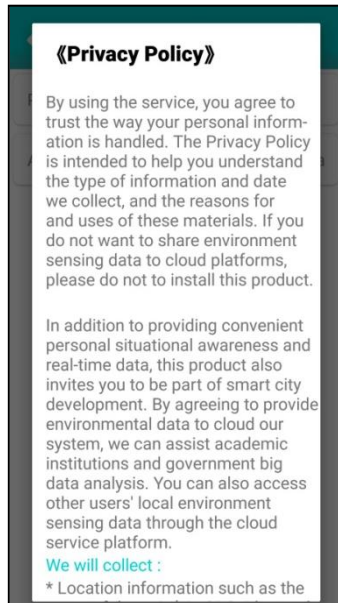 《Privacy Policy》
By using the service, you agree to
trust the way your personal inform-
ation is handled. The Privacy Policy
is intended to help you understand
the type of information and date
we collect, and the reasons for
and uses of these materials. If you
do not want to share environment
sensing data to cloud platforms,
please do not to install this product.
In addition to providing convenient
personal situational awareness and
real-time data, this product also
invites you to be part of smart city
development. By agreeing to provide
environmental data to cloud our
system, we can assist academic
institutions and government big
data analysis. You can also access
other users' local environment
sensing data through the cloud
service platform.
We will collect :
* Location information such as the